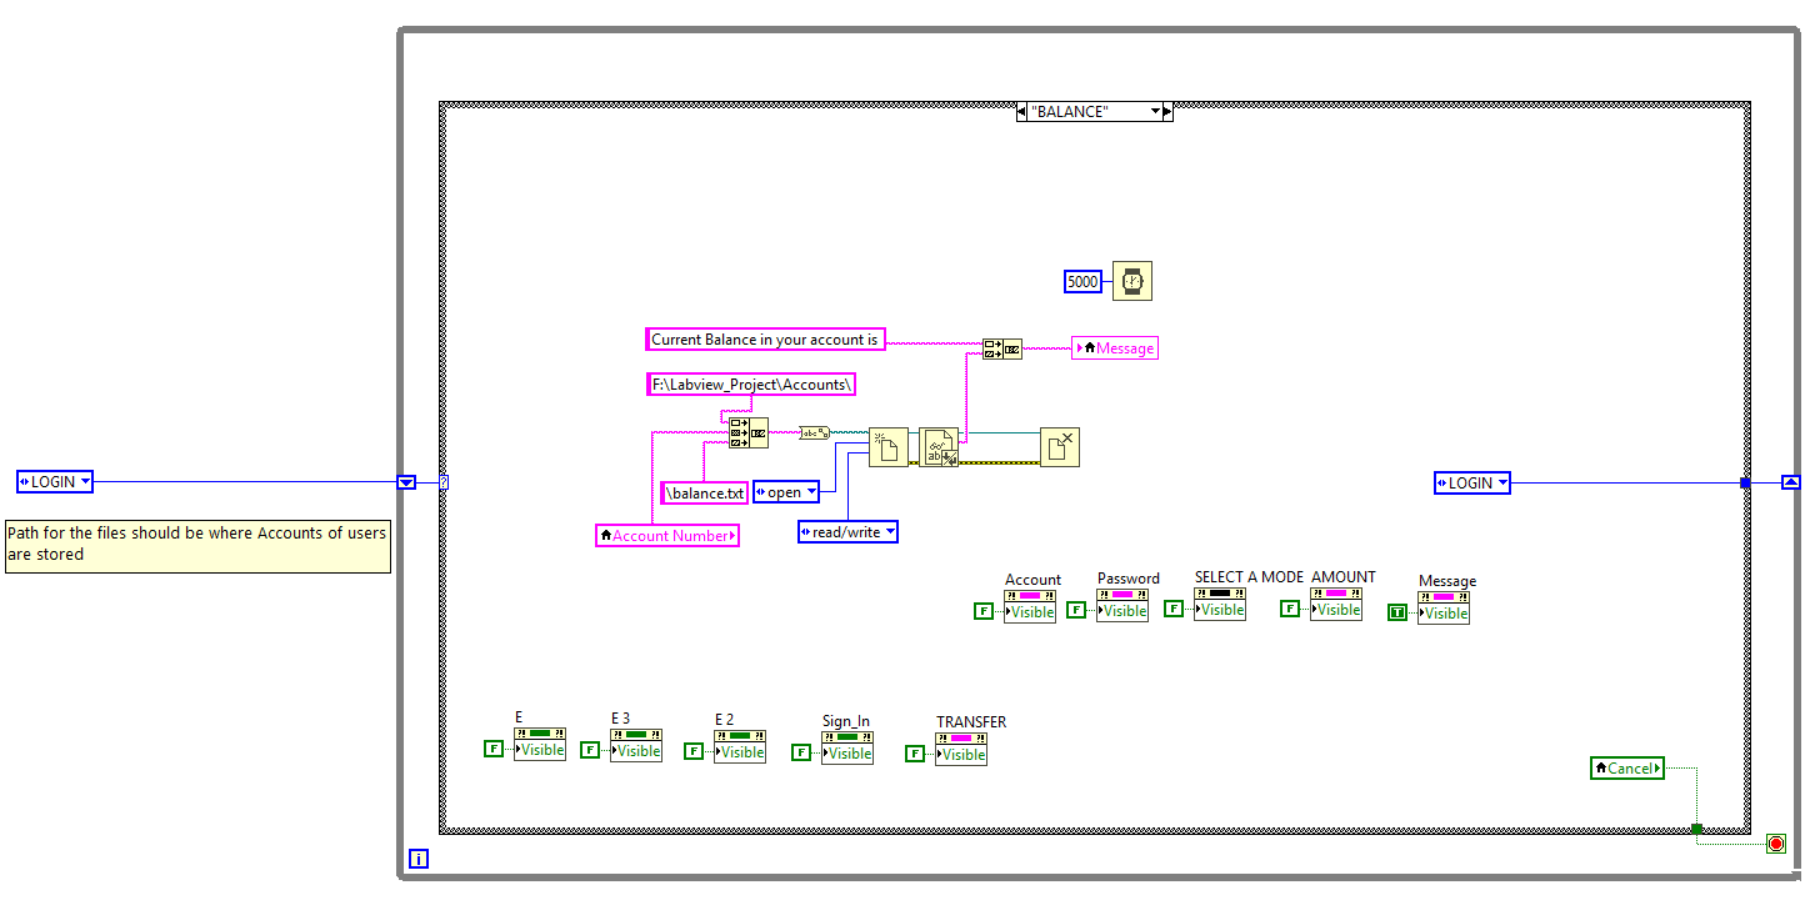 "BALANCE"
5000
Current Balance in your account is
Message
F:\Labview_Project\Accounts\
LOGIN
\balance.txt
open
LOGIN
Path for the files should be where Accounts of users
are stored
Account Number
read/write
Account
Password
SELECT A MODE
AMOUNT
Message
F
Visible
F
Visible
F
Visible
F
Visible
T
Visible
E
E 3
E 2
Sign_In
TRANSFER
F
Visible
F
Visible
F
Visible
F
Visible
F
Visible
Cancel
i